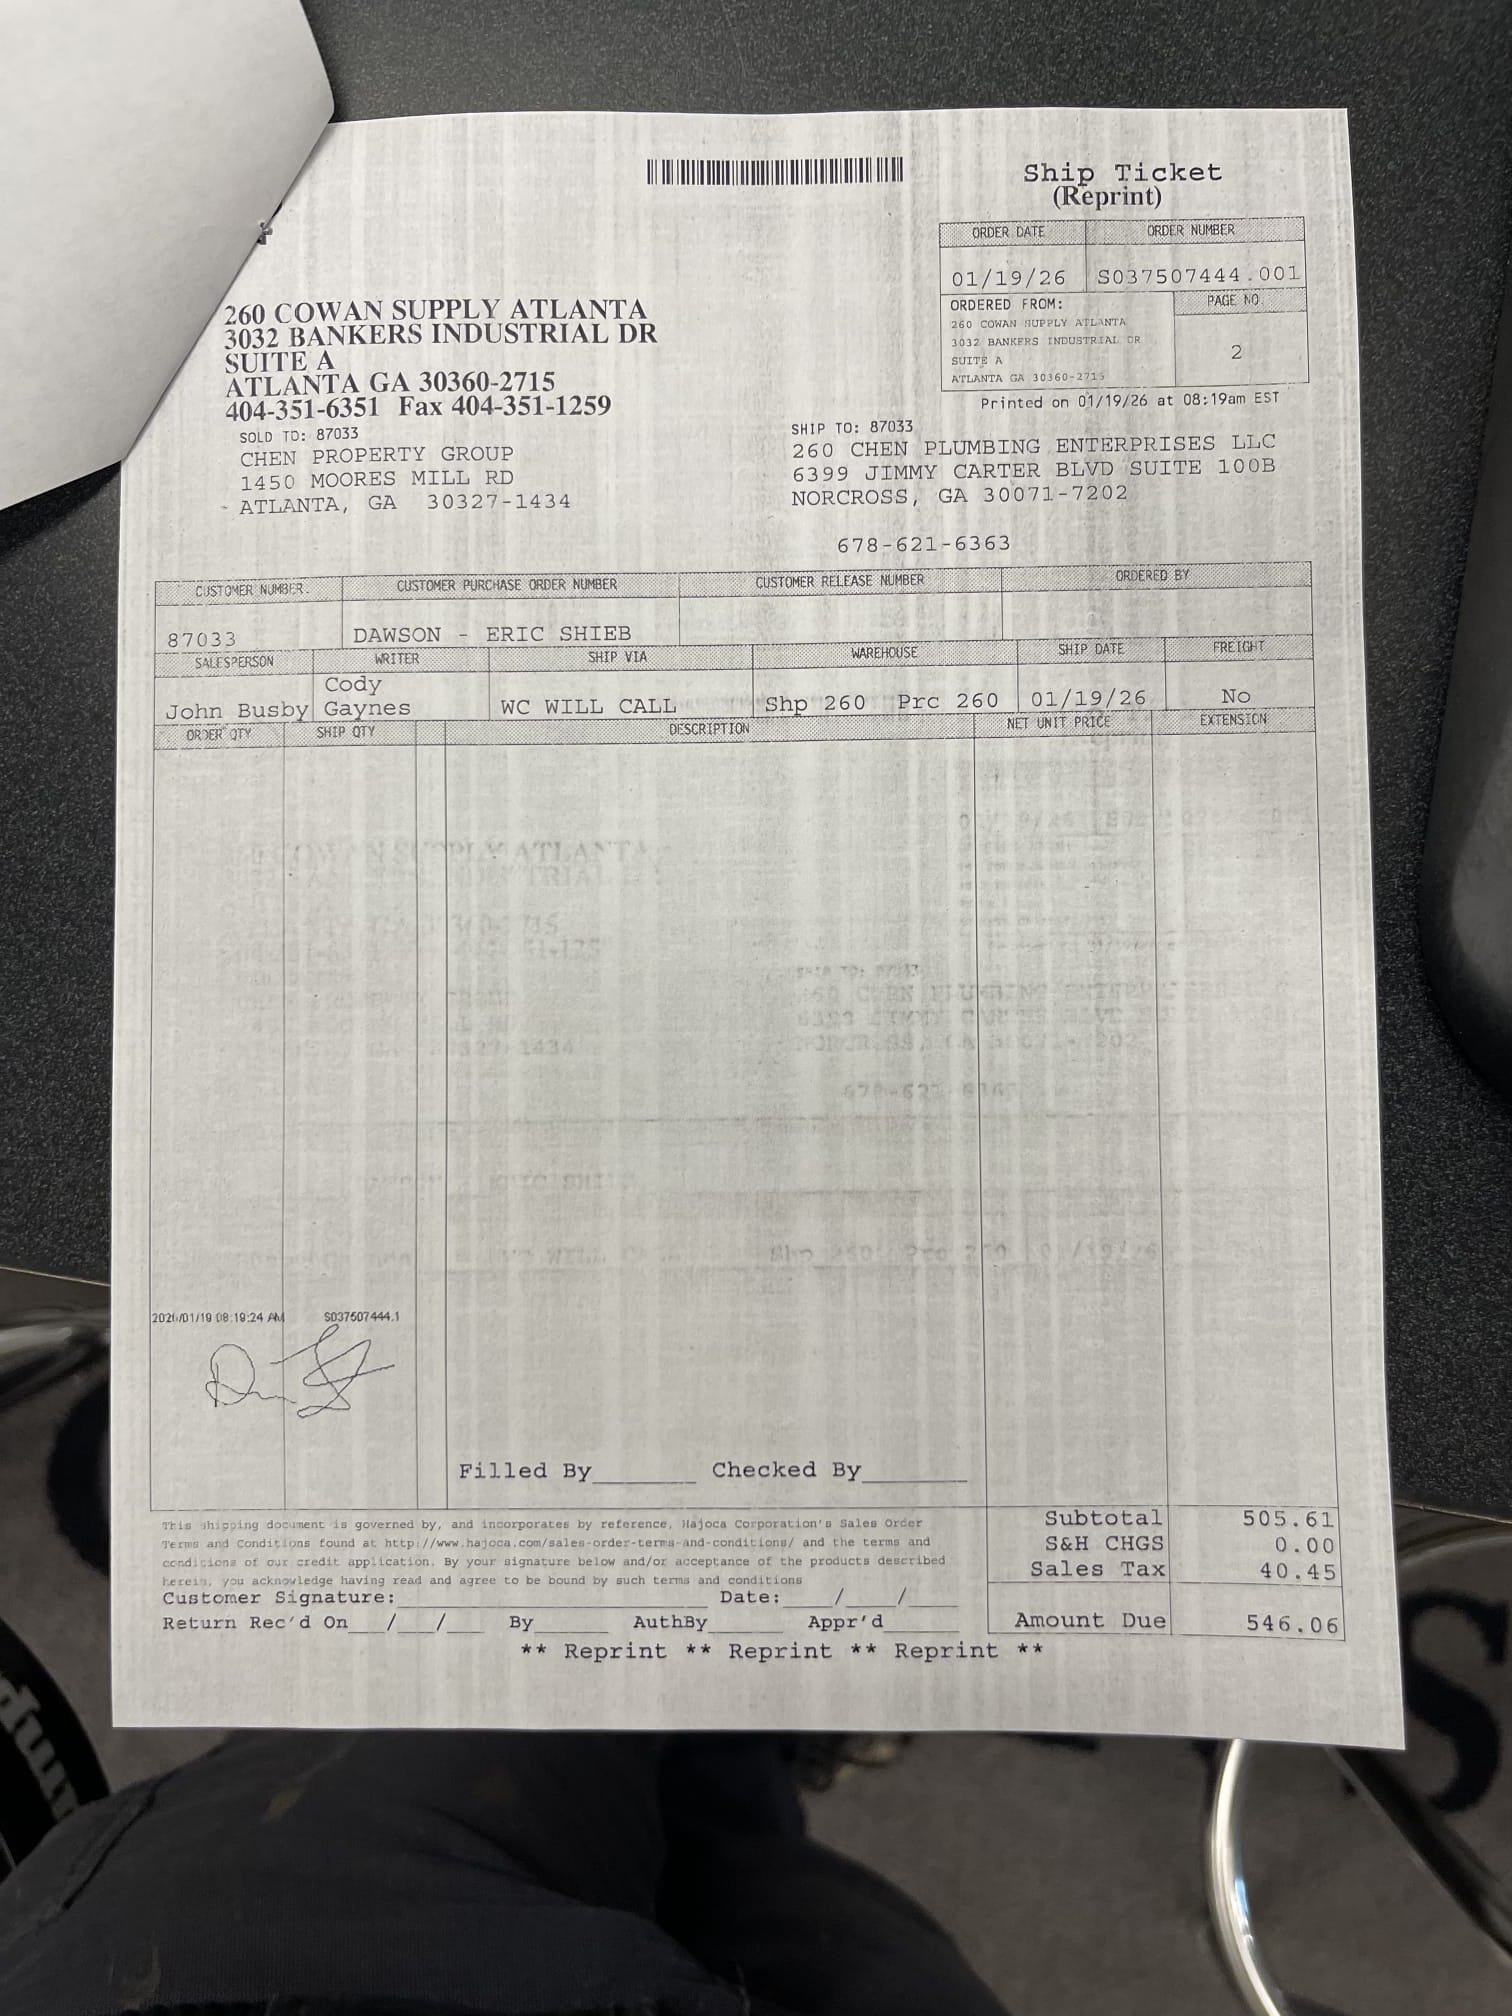 Ship Ticket
(Reprint)
ORDER DATE ORDER NUMBER
01/19/26 S037507444.001
ORDERED FROM: PAGE NO.
260 COWAN SUPPLY ATLANTA
3032 BANKERS INDUSTRIAL DR
SUITE A
ATLANTA GA 30360-2715
2
Printed on 01/19/26 at 08:19am EST
260 COWAN SUPPLY ATLANTA
3032 BANKERS INDUSTRIAL DR
SUITE A
ATLANTA GA 30360-2715
404-351-6351 Fax 404-351-1259
SOLD TO: 87033
CHEN PROPERTY GROUP
1450 MOORES MILL RD
ATLANTA, GA 30327-1434
SHIP TO: 87033
260 CHEN PLUMBING ENTERPRISES LLC
6399 JIMMY CARTER BLVD SUITE 100B
NORCROSS, GA 30071-7202
678-621-6363
CUSTOMER NUMBER CUSTOMER PURCHASE ORDER NUMBER CUSTOMER RELEASE NUMBER ORDERED BY
87033 DAWSON - ERIC SHIEB
SALESPERSON WRITER SHIP VIA WAREHOUSE SHIP DATE FREIGHT
John Busby Cody Gaynes WC WILL CALL Shp 260 Prc 260 01/19/26 No
ORDER QTY SHIP QTY DESCRIPTION NET UNIT PRICE EXTENSION
2026/01/19 08:19:24 AM S037507444.1
Filled By Checked By
This shipping document is governed by, and incorporates by reference, Hajoca Corporation's Sales Order
Terms and Conditions found at http://www.hajoca.com/sales-order-terms-and-conditions/ and the terms and
conditions of our credit application. By your signature below and/or acceptance of the products described
herein, you acknowledge having read and agree to be bound by such terms and conditions
Customer Signature: Date: / /
Return Rec'd On / / By AuthBy Appr'd
Subtotal 505.61
S&H CHGS 0.00
Sales Tax 40.45
Amount Due 546.06
** Reprint ** Reprint ** Reprint **